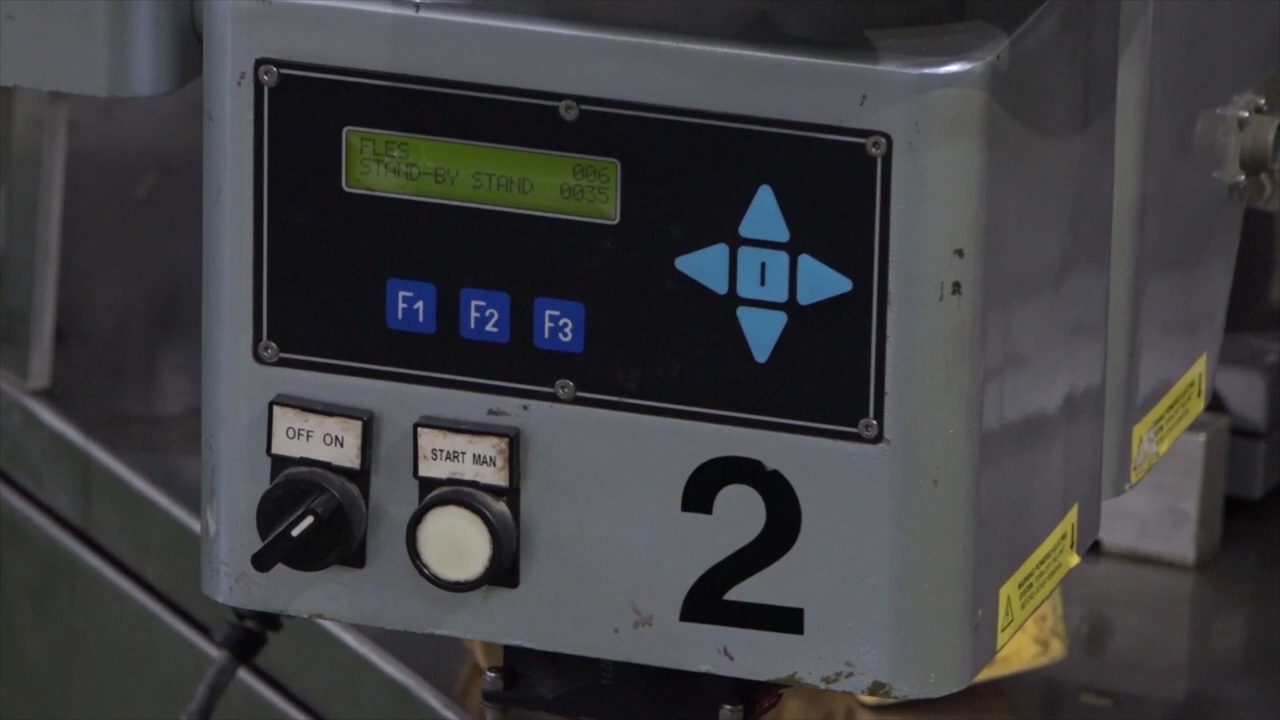 FLES 006
STAND-BY STAND 0035
F1 F2 F3
OFF ON
START MAN
2